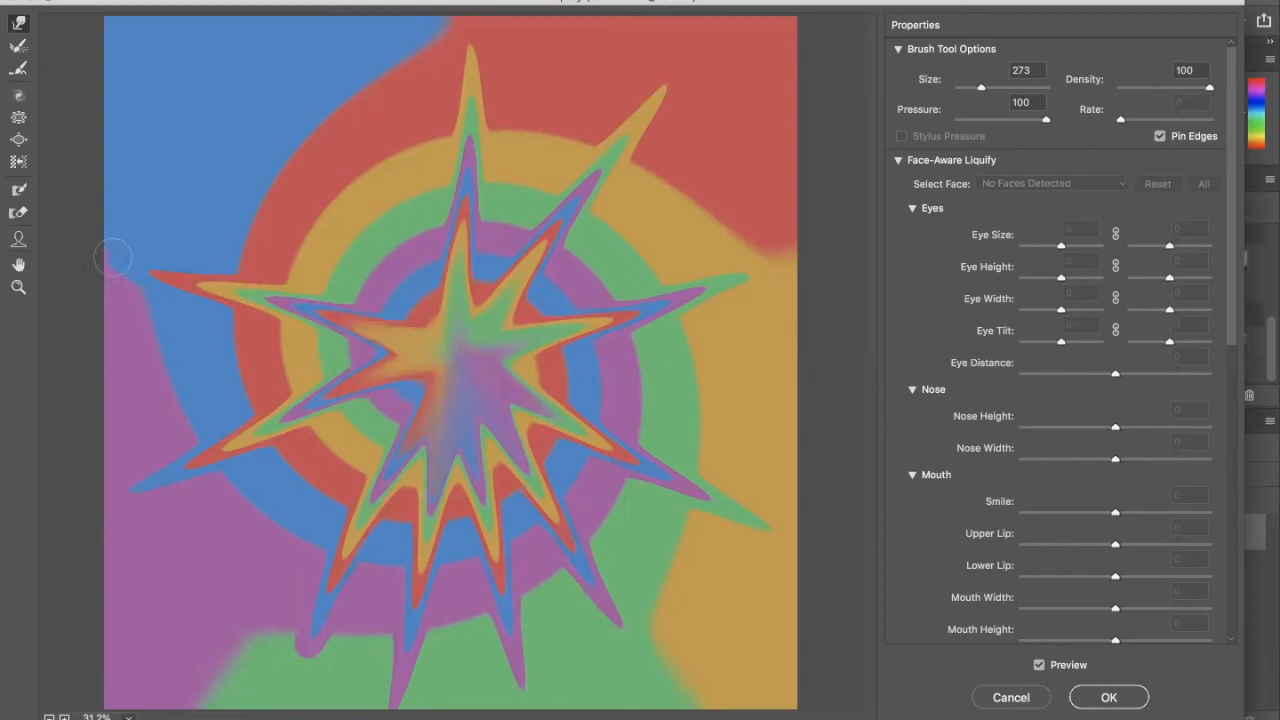 Properties
Brush Tool Options
Size: 273 Density: 100
Pressure: 100 Rate: 0
Stylus Pressure Pin Edges
Face-Aware Liquify
Select Face: No Faces Detected Reset All
Eyes
Eye Size: 0 0
Eye Height: 0 0
Eye Width: 0 0
Eye Tilt: 0 0
Eye Distance: 0
Nose
Nose Height: 0
Nose Width: 0
Mouth
Smile: 0
Upper Lip: 0
Lower Lip: 0
Mouth Width: 0
Mouth Height: 0
Preview
Cancel OK
31.2%